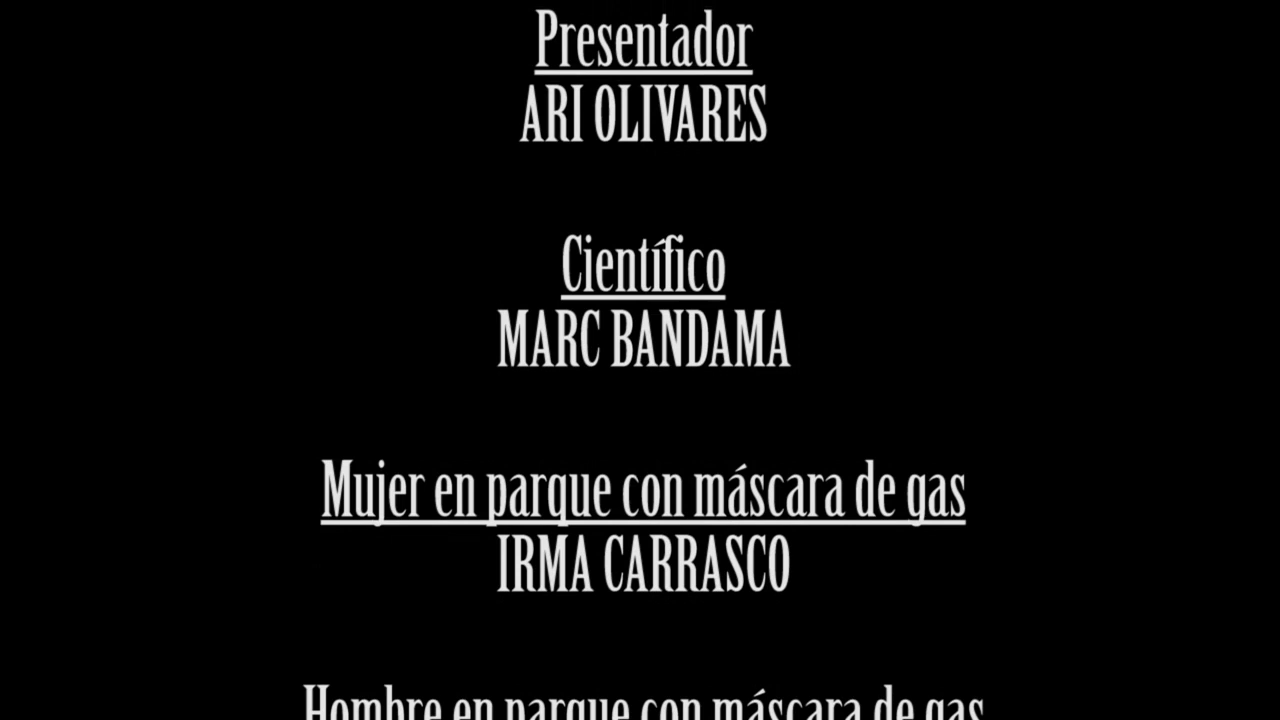 Presentador
ARI OLIVARES
Científico
MARC BANDAMA
Mujer en parque con máscara de gas
IRMA CARRASCO
Hombre en parque con máscara de gas